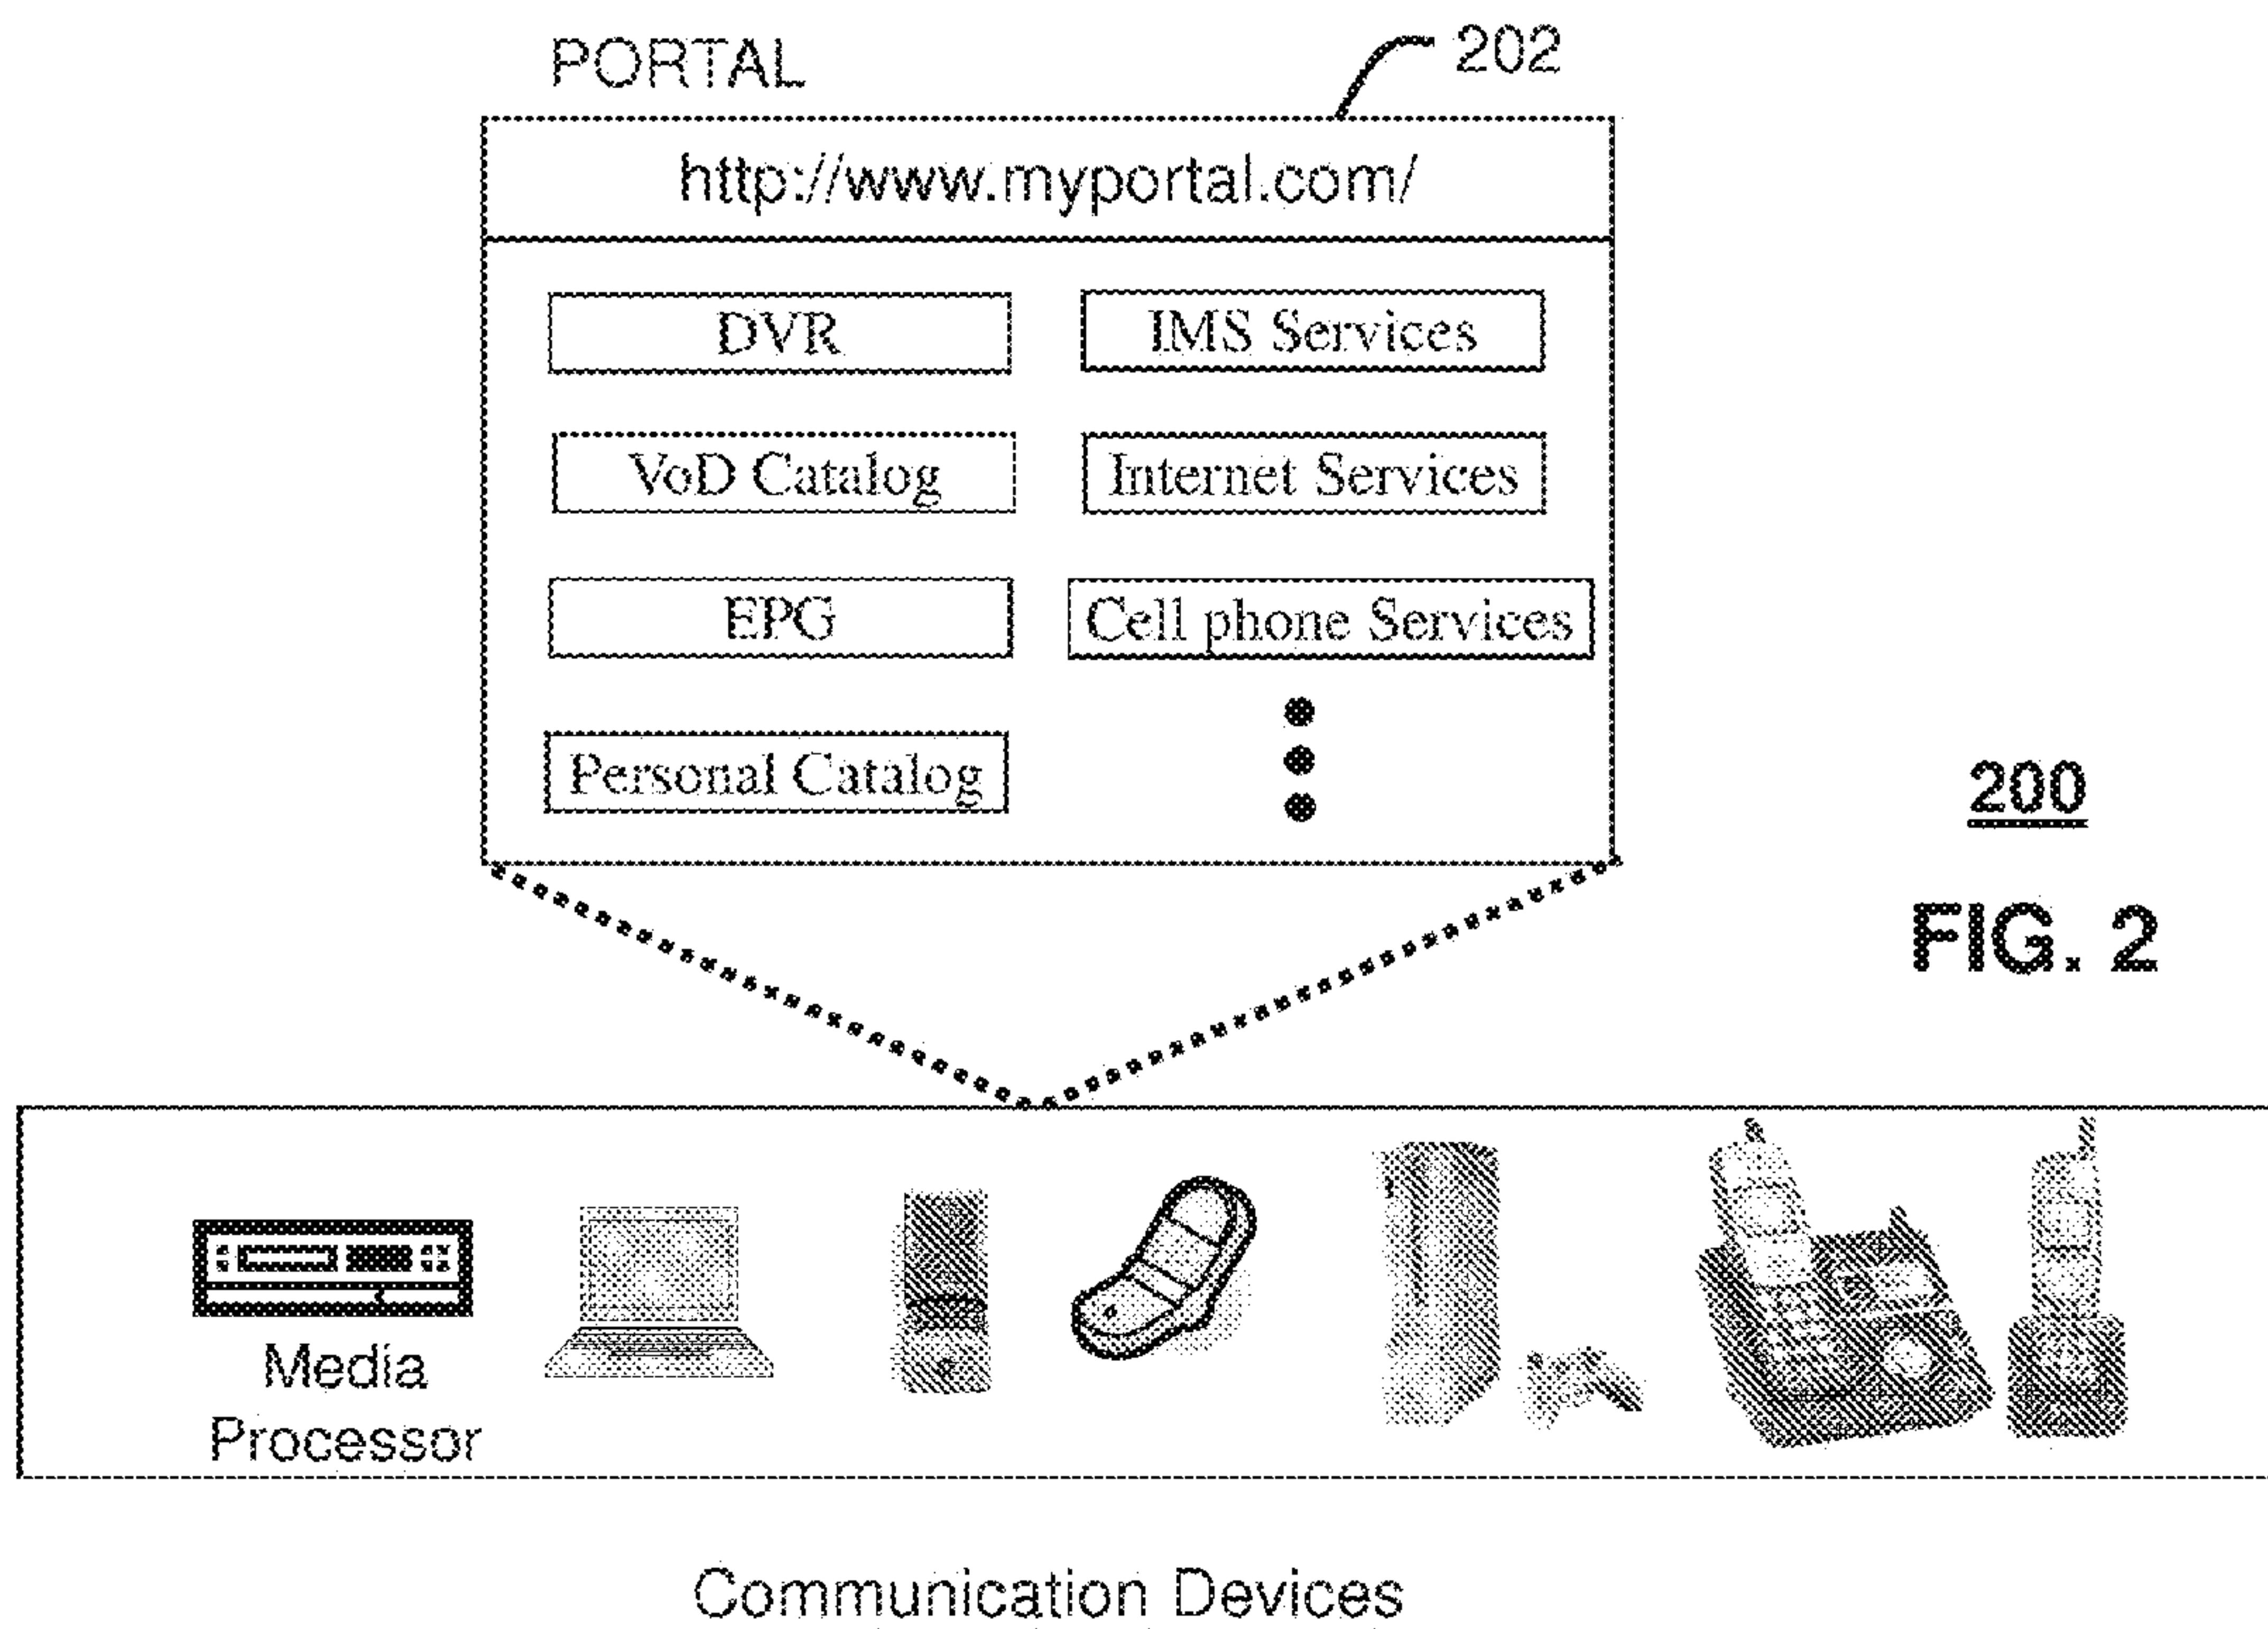 PORTAL
202
http://www.myportal.com/
DVR
IMS Services
VoD Catalog
Internet Services
EPG
Cell phone Services
Personal Catalog
200
FIG. 2
Media
Processor
Communication Devices